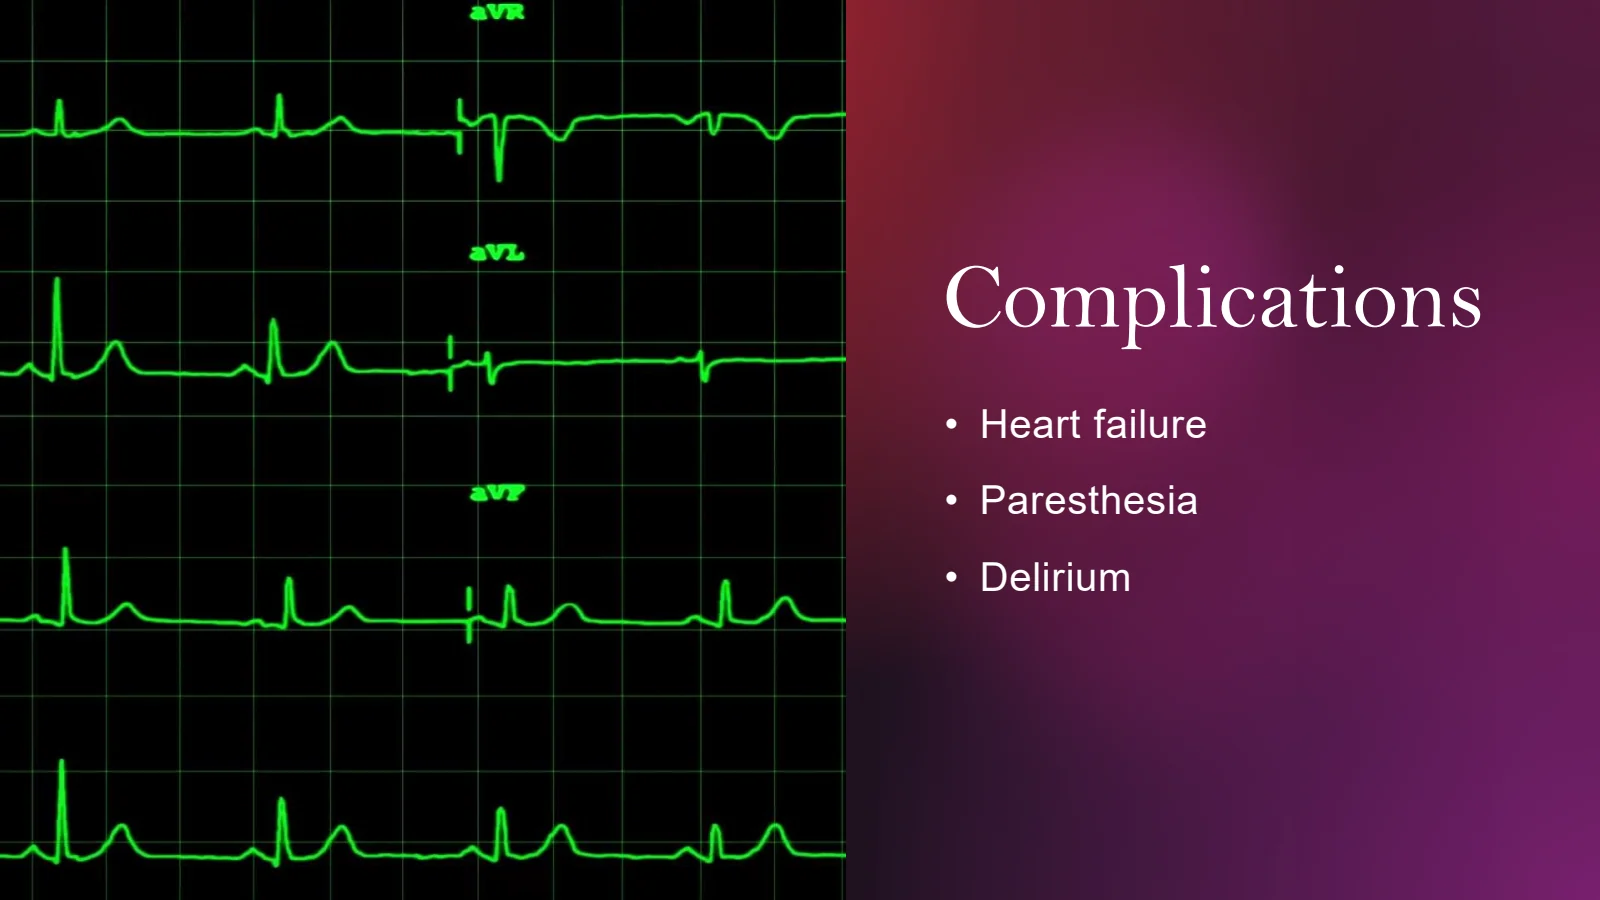 aVR
aVL
aVF
Complications
• Heart failure
• Paresthesia
• Delirium